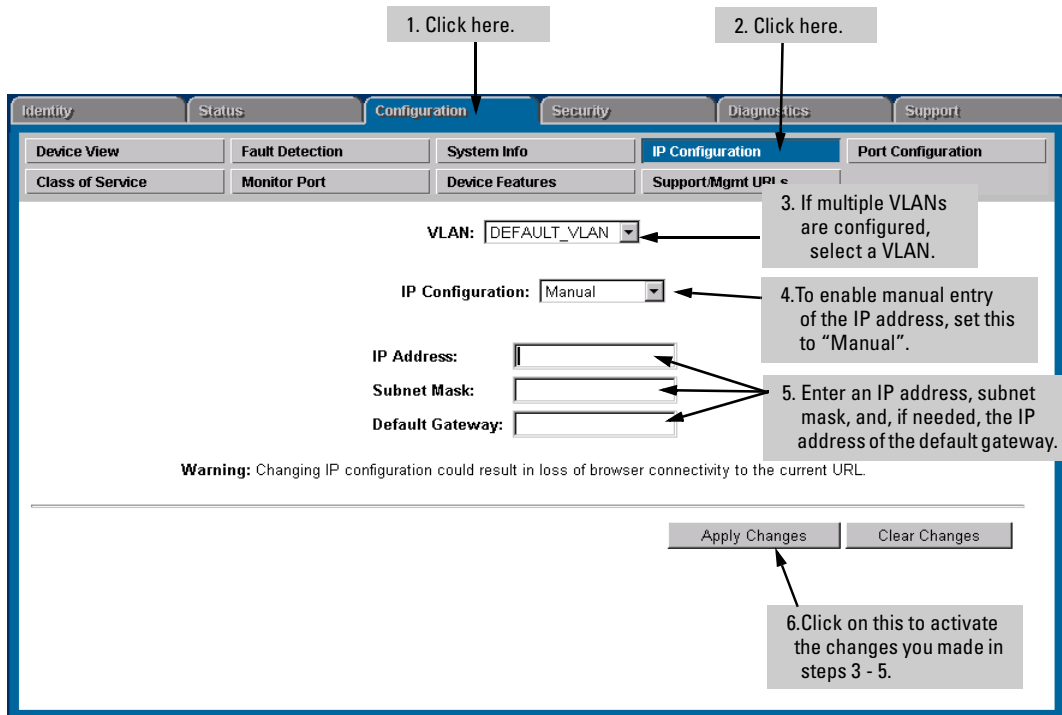 1. Click here.
2. Click here.
Identity
Status
Configuration
Security
Diagnostics
Support
Device View
Fault Detection
System Info
IP Configuration
Port Configuration
Class of Service
Monitor Port
Device Features
Support/Mgmt URLs
3. If multiple VLANs
are configured,
select a VLAN.
VLAN: DEFAULT_VLAN
IP Configuration: Manual
4.To enable manual entry
of the IP address, set this
to “Manual”.
IP Address:
Subnet Mask:
Default Gateway:
5. Enter an IP address, subnet
mask, and, if needed, the IP
address of the default gateway.
Warning: Changing IP configuration could result in loss of browser connectivity to the current URL.
Apply Changes
Clear Changes
6.Click on this to activate
the changes you made in
steps 3 - 5.